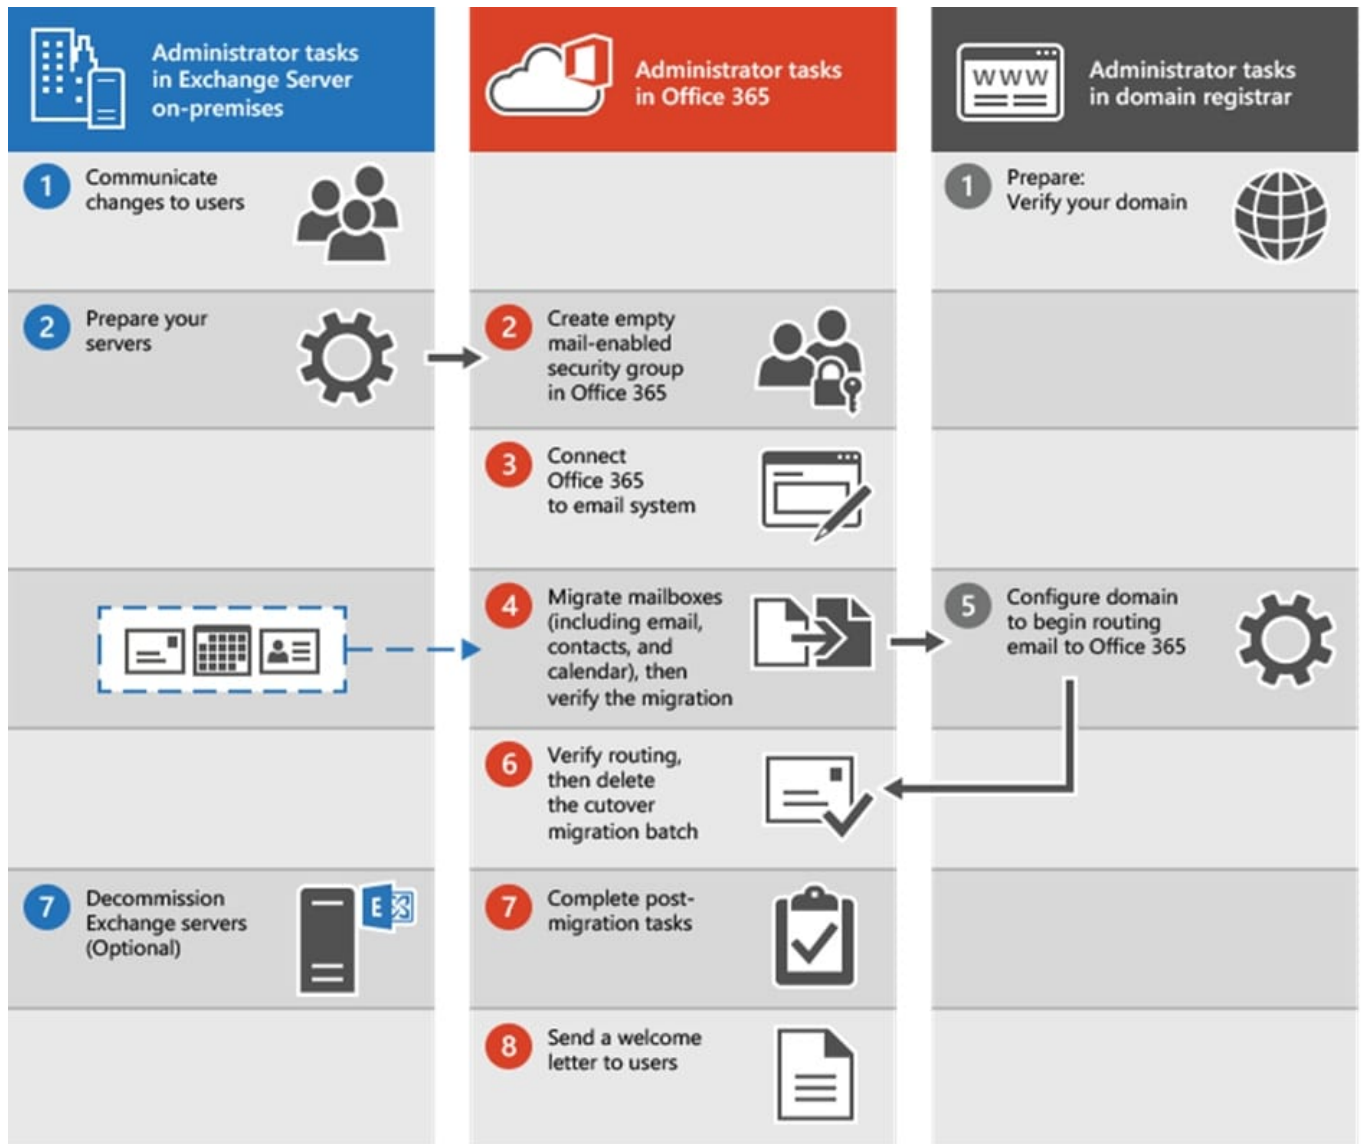 Administrator tasks
in Exchange Server
on-premises
Administrator tasks
in Office 365
WWW
Administrator tasks
in domain registrar
1
Communicate
changes to users
1
Prepare:
Verify your domain
2
Prepare your
servers
2
Create empty
mail-enabled
security group
in Office 365
3
Connect
Office 365
to email system
4
Migrate mailboxes
(including email,
contacts, and
calendar), then
verify the migration
5
Configure domain
to begin routing
email to Office 365
6
Verify routing,
then delete
the cutover
migration batch
7
Decommission
Exchange servers
(Optional)
E
7
Complete post-
migration tasks
8
Send a welcome
letter to users